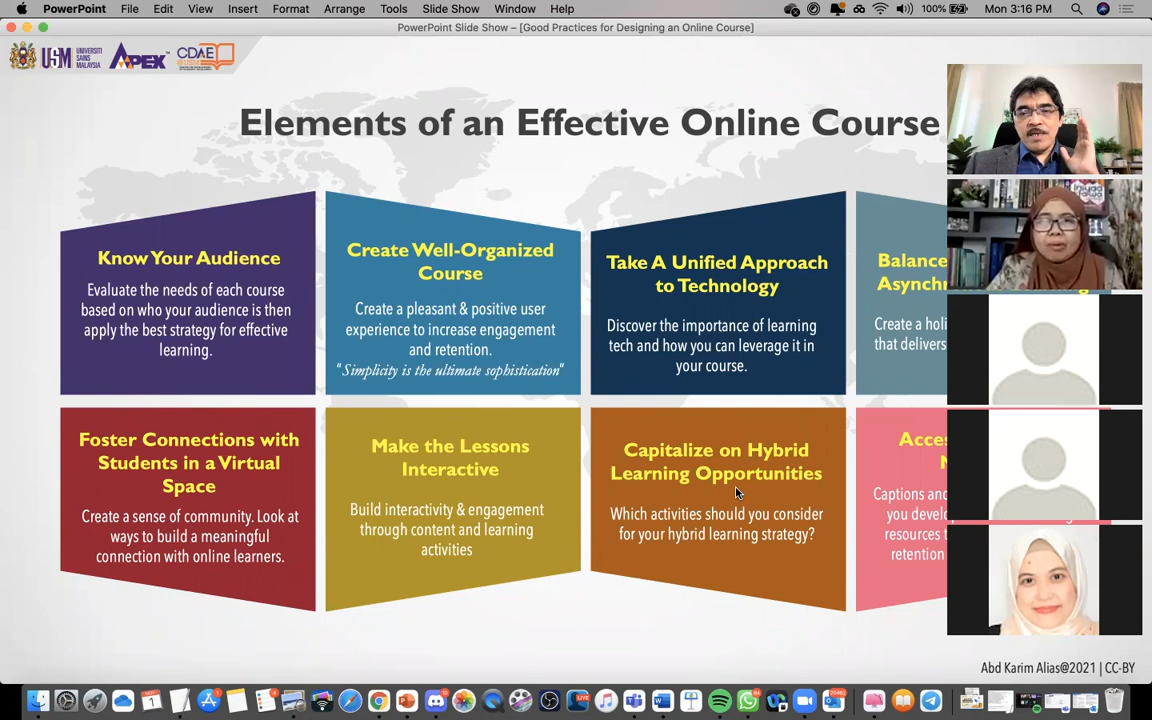 PowerPoint File Edit View Insert Format Arrange Tools Slide Show Window Help 100% Mon 3:16 PM
PowerPoint Slide Show – [Good Practices for Designing an Online Course]
USM UNIVERSITI SAINS MALAYSIA APEX™ CDAE
Elements of an Effective Online Course
Know Your Audience
Evaluate the needs of each course
based on who your audience is then
apply the best strategy for effective
learning.
Create Well-Organized
Course
Create a pleasant & positive user
experience to increase engagement
and retention.
"Simplicity is the ultimate sophistication"
Take A Unified Approach
to Technology
Discover the importance of learning
tech and how you can leverage it in
your course.
Balance
Asynchr
Create a holi
that delivers
Foster Connections with
Students in a Virtual
Space
Create a sense of community. Look at
ways to build a meaningful
connection with online learners.
Make the Lessons
Interactive
Build interactivity & engagement
through content and learning
activities
Capitalize on Hybrid
Learning Opportunities
Which activities should you consider
for your hybrid learning strategy?
Acces
Captions and
you develo
resources t
retention
Abd Karim Alias@2021 | CC-BY